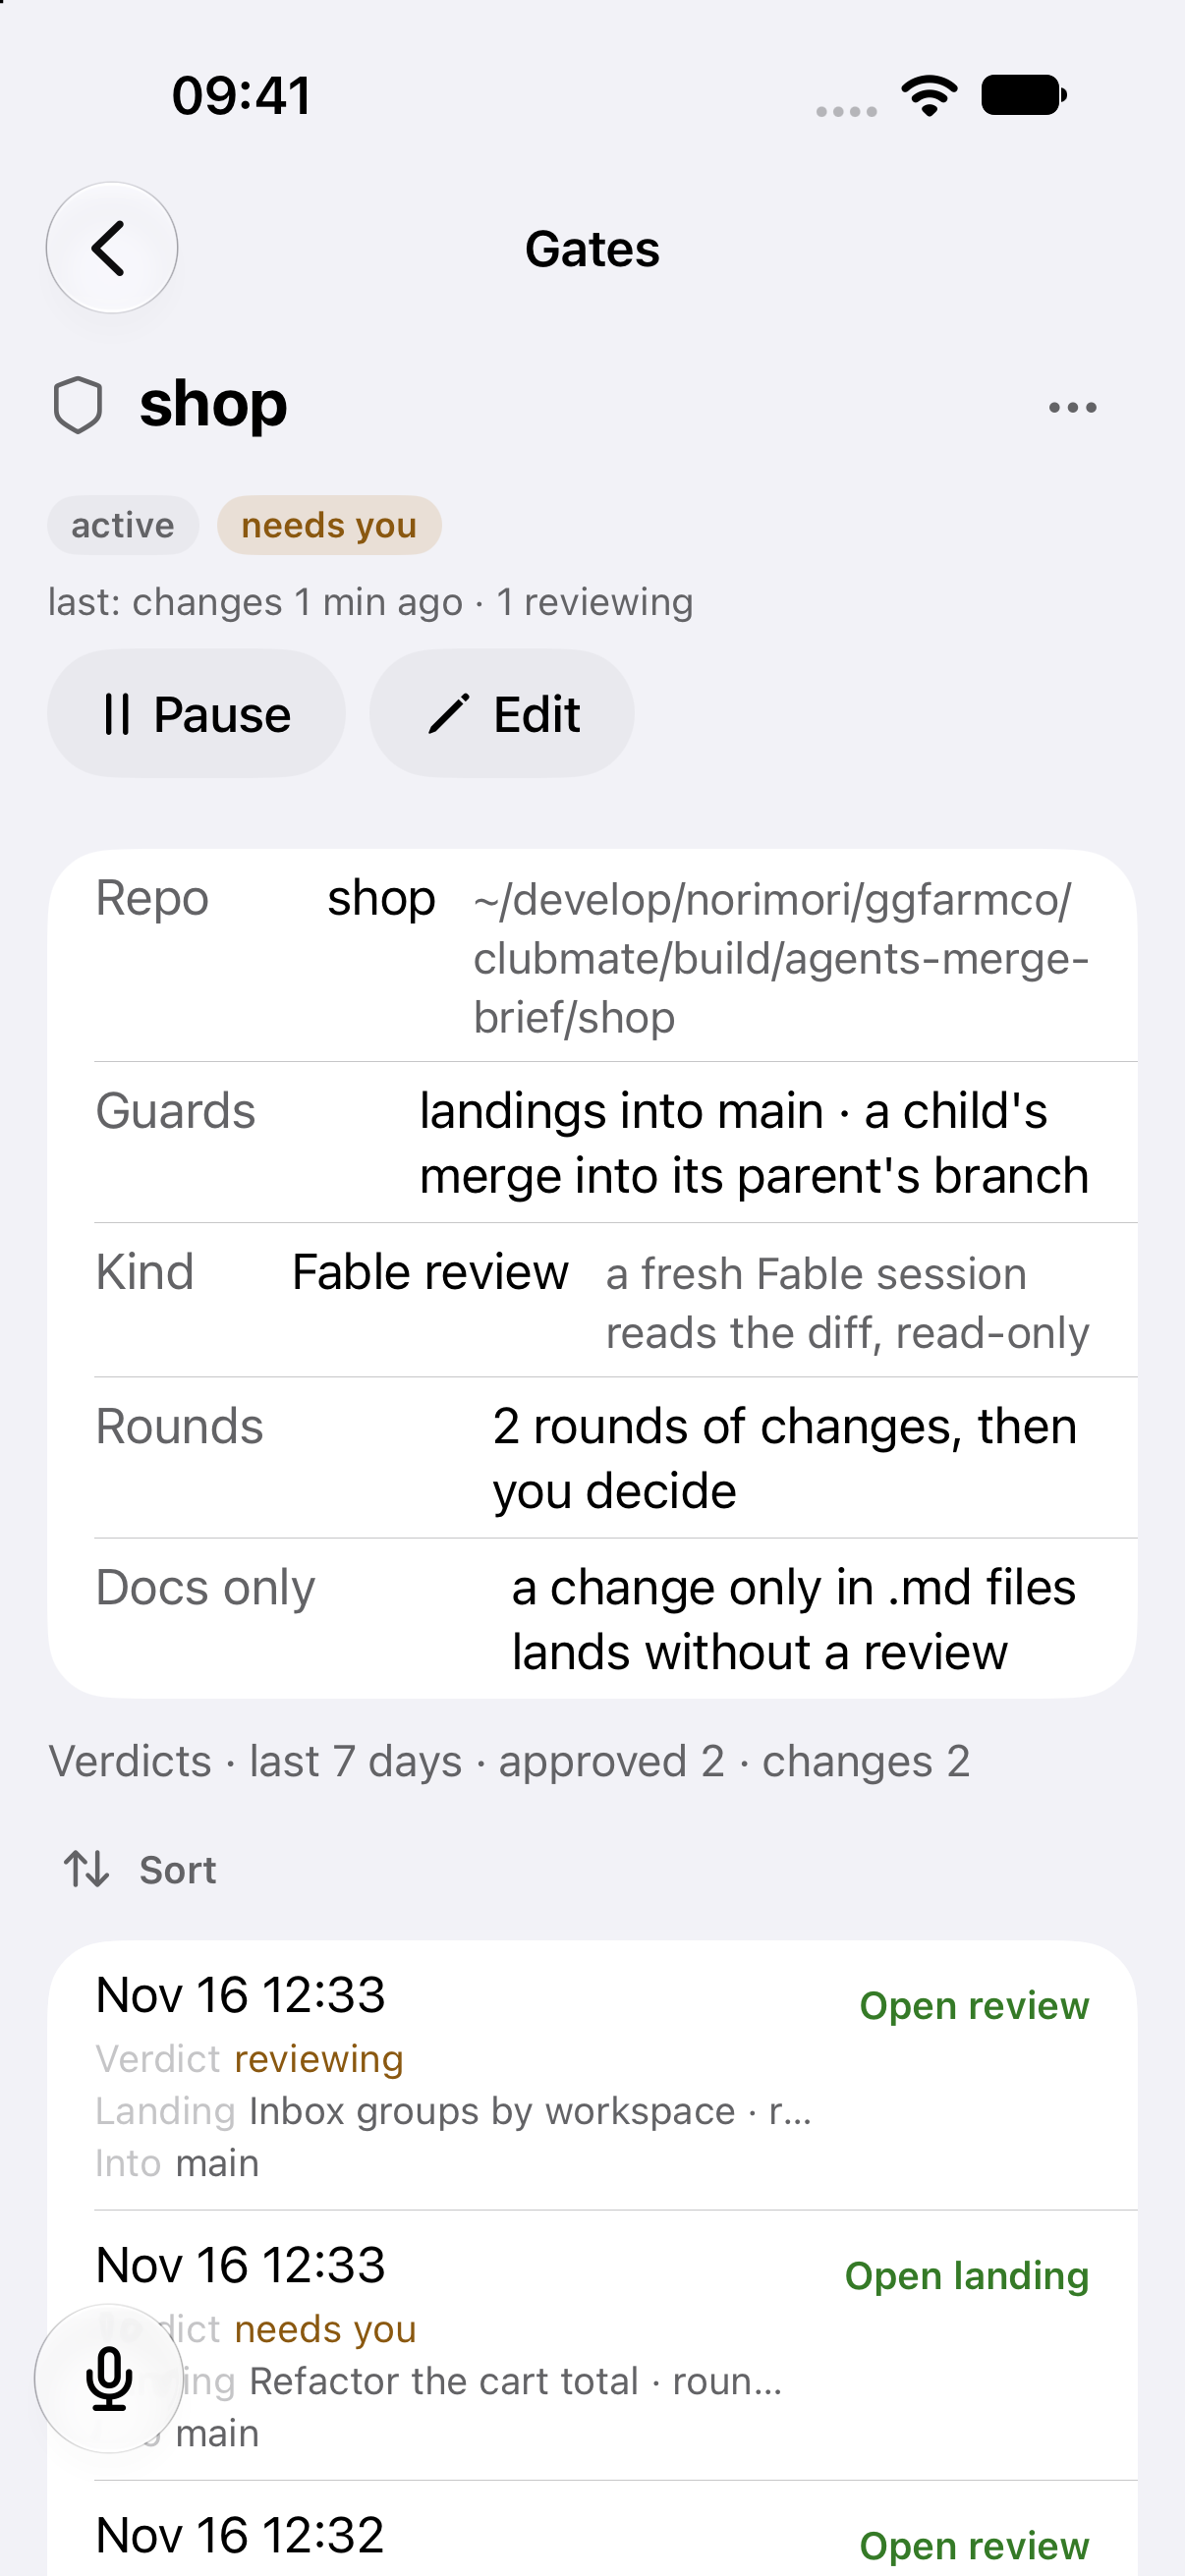 09:41
Gates
shop
active needs you
last: changes 1 min ago · 1 reviewing
Pause Edit
Repo shop ~/develop/norimori/ggfarmco/
clubmate/build/agents-merge-
brief/shop
Guards landings into main · a child's
merge into its parent's branch
Kind Fable review a fresh Fable session
reads the diff, read-only
Rounds 2 rounds of changes, then
you decide
Docs only a change only in .md files
lands without a review
Verdicts · last 7 days · approved 2 · changes 2
Sort
Nov 16 12:33 Open review
Verdict reviewing
Landing Inbox groups by workspace · r...
Into main
Nov 16 12:33 Open landing
needs you
Refactor the cart total · roun...
main
Nov 16 12:32 Open review